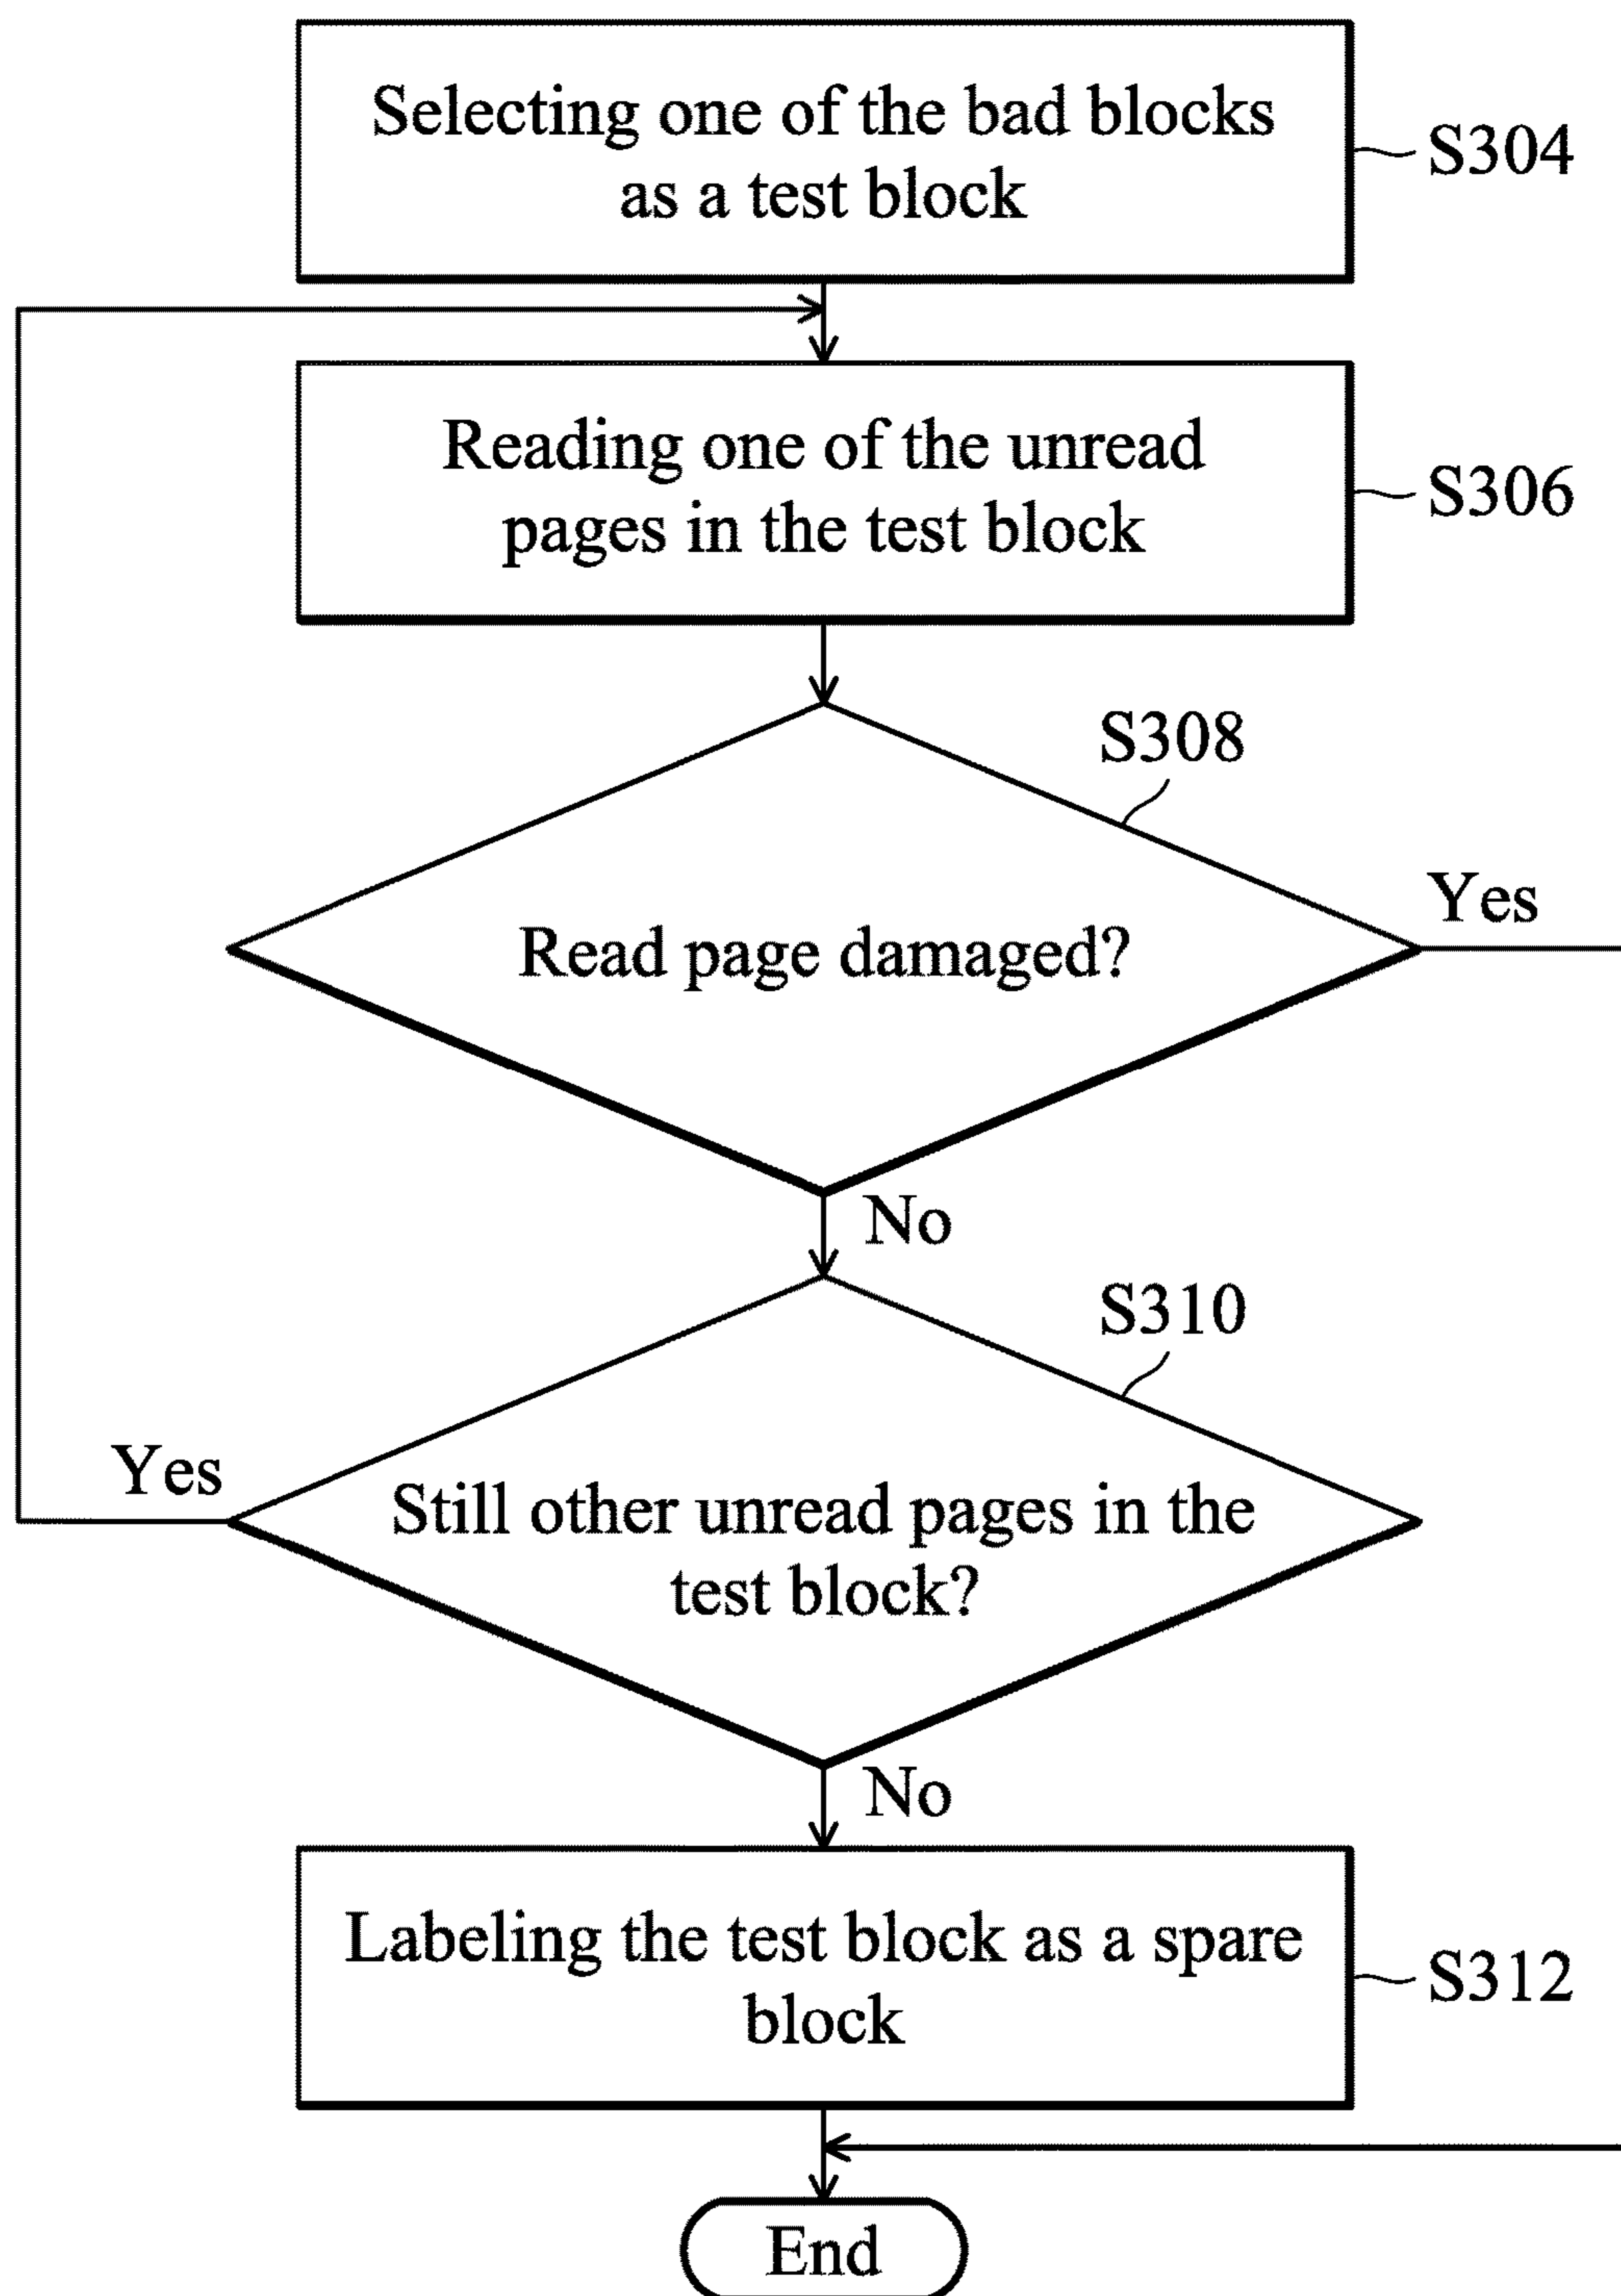 Selecting one of the bad blocks
as a test block
S304
Reading one of the unread
pages in the test block
S306
S308
Read page damaged?
Yes
No
S310
Still other unread pages in the
test block?
Yes
No
Labeling the test block as a spare
block
S312
End